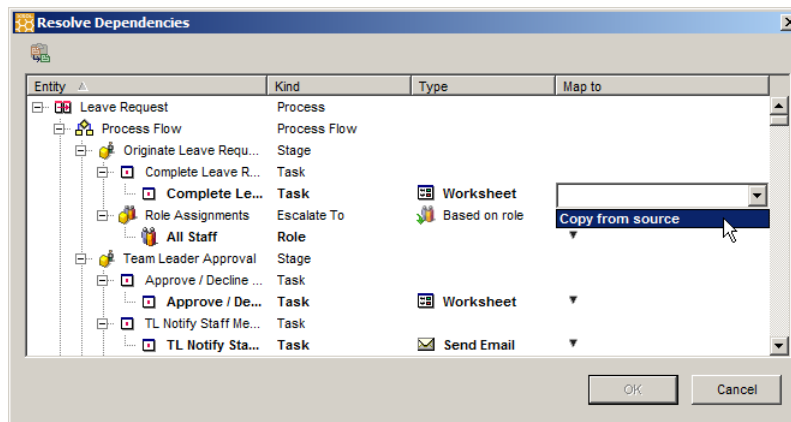 Resolve Dependencies
Entity Kind Type Map to
Leave Request Process
Process Flow Process Flow
Originate Leave Requ... Stage
Complete Leave R... Task
Complete Le... Task Worksheet
Role Assignments Escalate To Based on role Copy from source
All Staff Role
Team Leader Approval Stage
Approve / Decline ... Task
Approve / De... Task Worksheet
TL Notify Staff Me... Task
TL Notify Sta... Task Send Email
OK Cancel